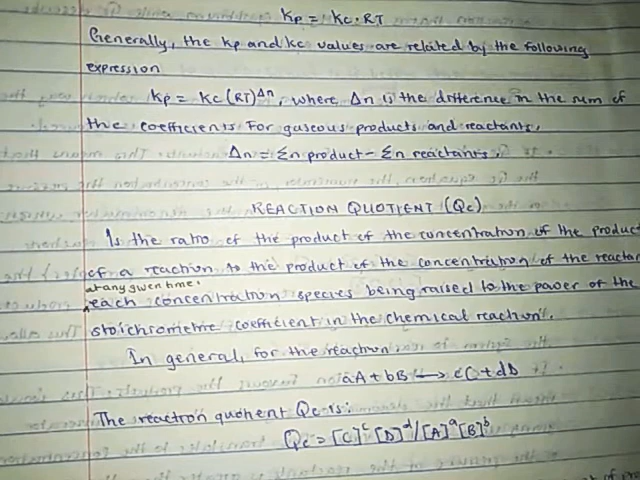 Kp = Kc·RT
Generally, the Kp and Kc values are related by the following
expression
Kp = Kc(RT)^Δn, where Δn is the difference in the sum of
the coefficients for gaseous products and reactants,
Δn = Σn product - Σn reactants.
REACTION QUOTIENT (Qc)
Is the ratio of the product of the concentration of the product
of a reaction to the product of the concentration of the reactan
at any given time.
each concentration species being raised to the power of the
stoichiometric coefficient in the chemical reaction.
In general, for the reaction
aA + bB ⟷ cC + dD
The reaction quotient Qc is:
Qc = [C]^c [D]^d / [A]^a [B]^b